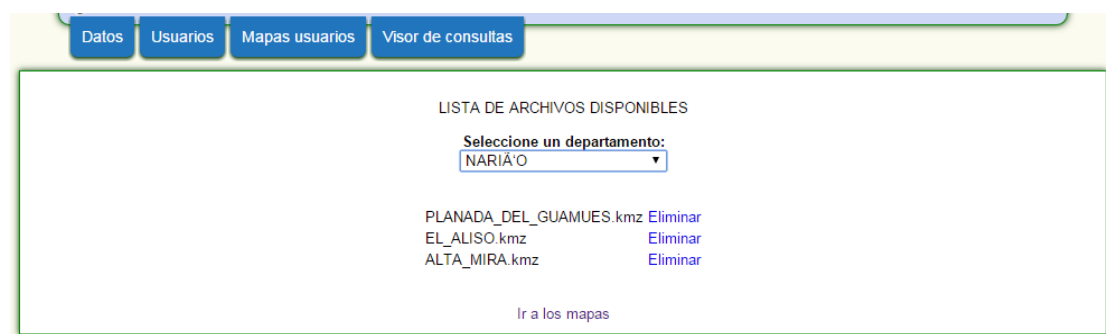 Datos Usuarios Mapas usuarios Visor de consultas
LISTA DE ARCHIVOS DISPONIBLES
Seleccione un departamento:
NARIÃ‘O
PLANADA_DEL_GUAMUES.kmz Eliminar
EL_ALISO.kmz Eliminar
ALTA_MIRA.kmz Eliminar
Ir a los mapas